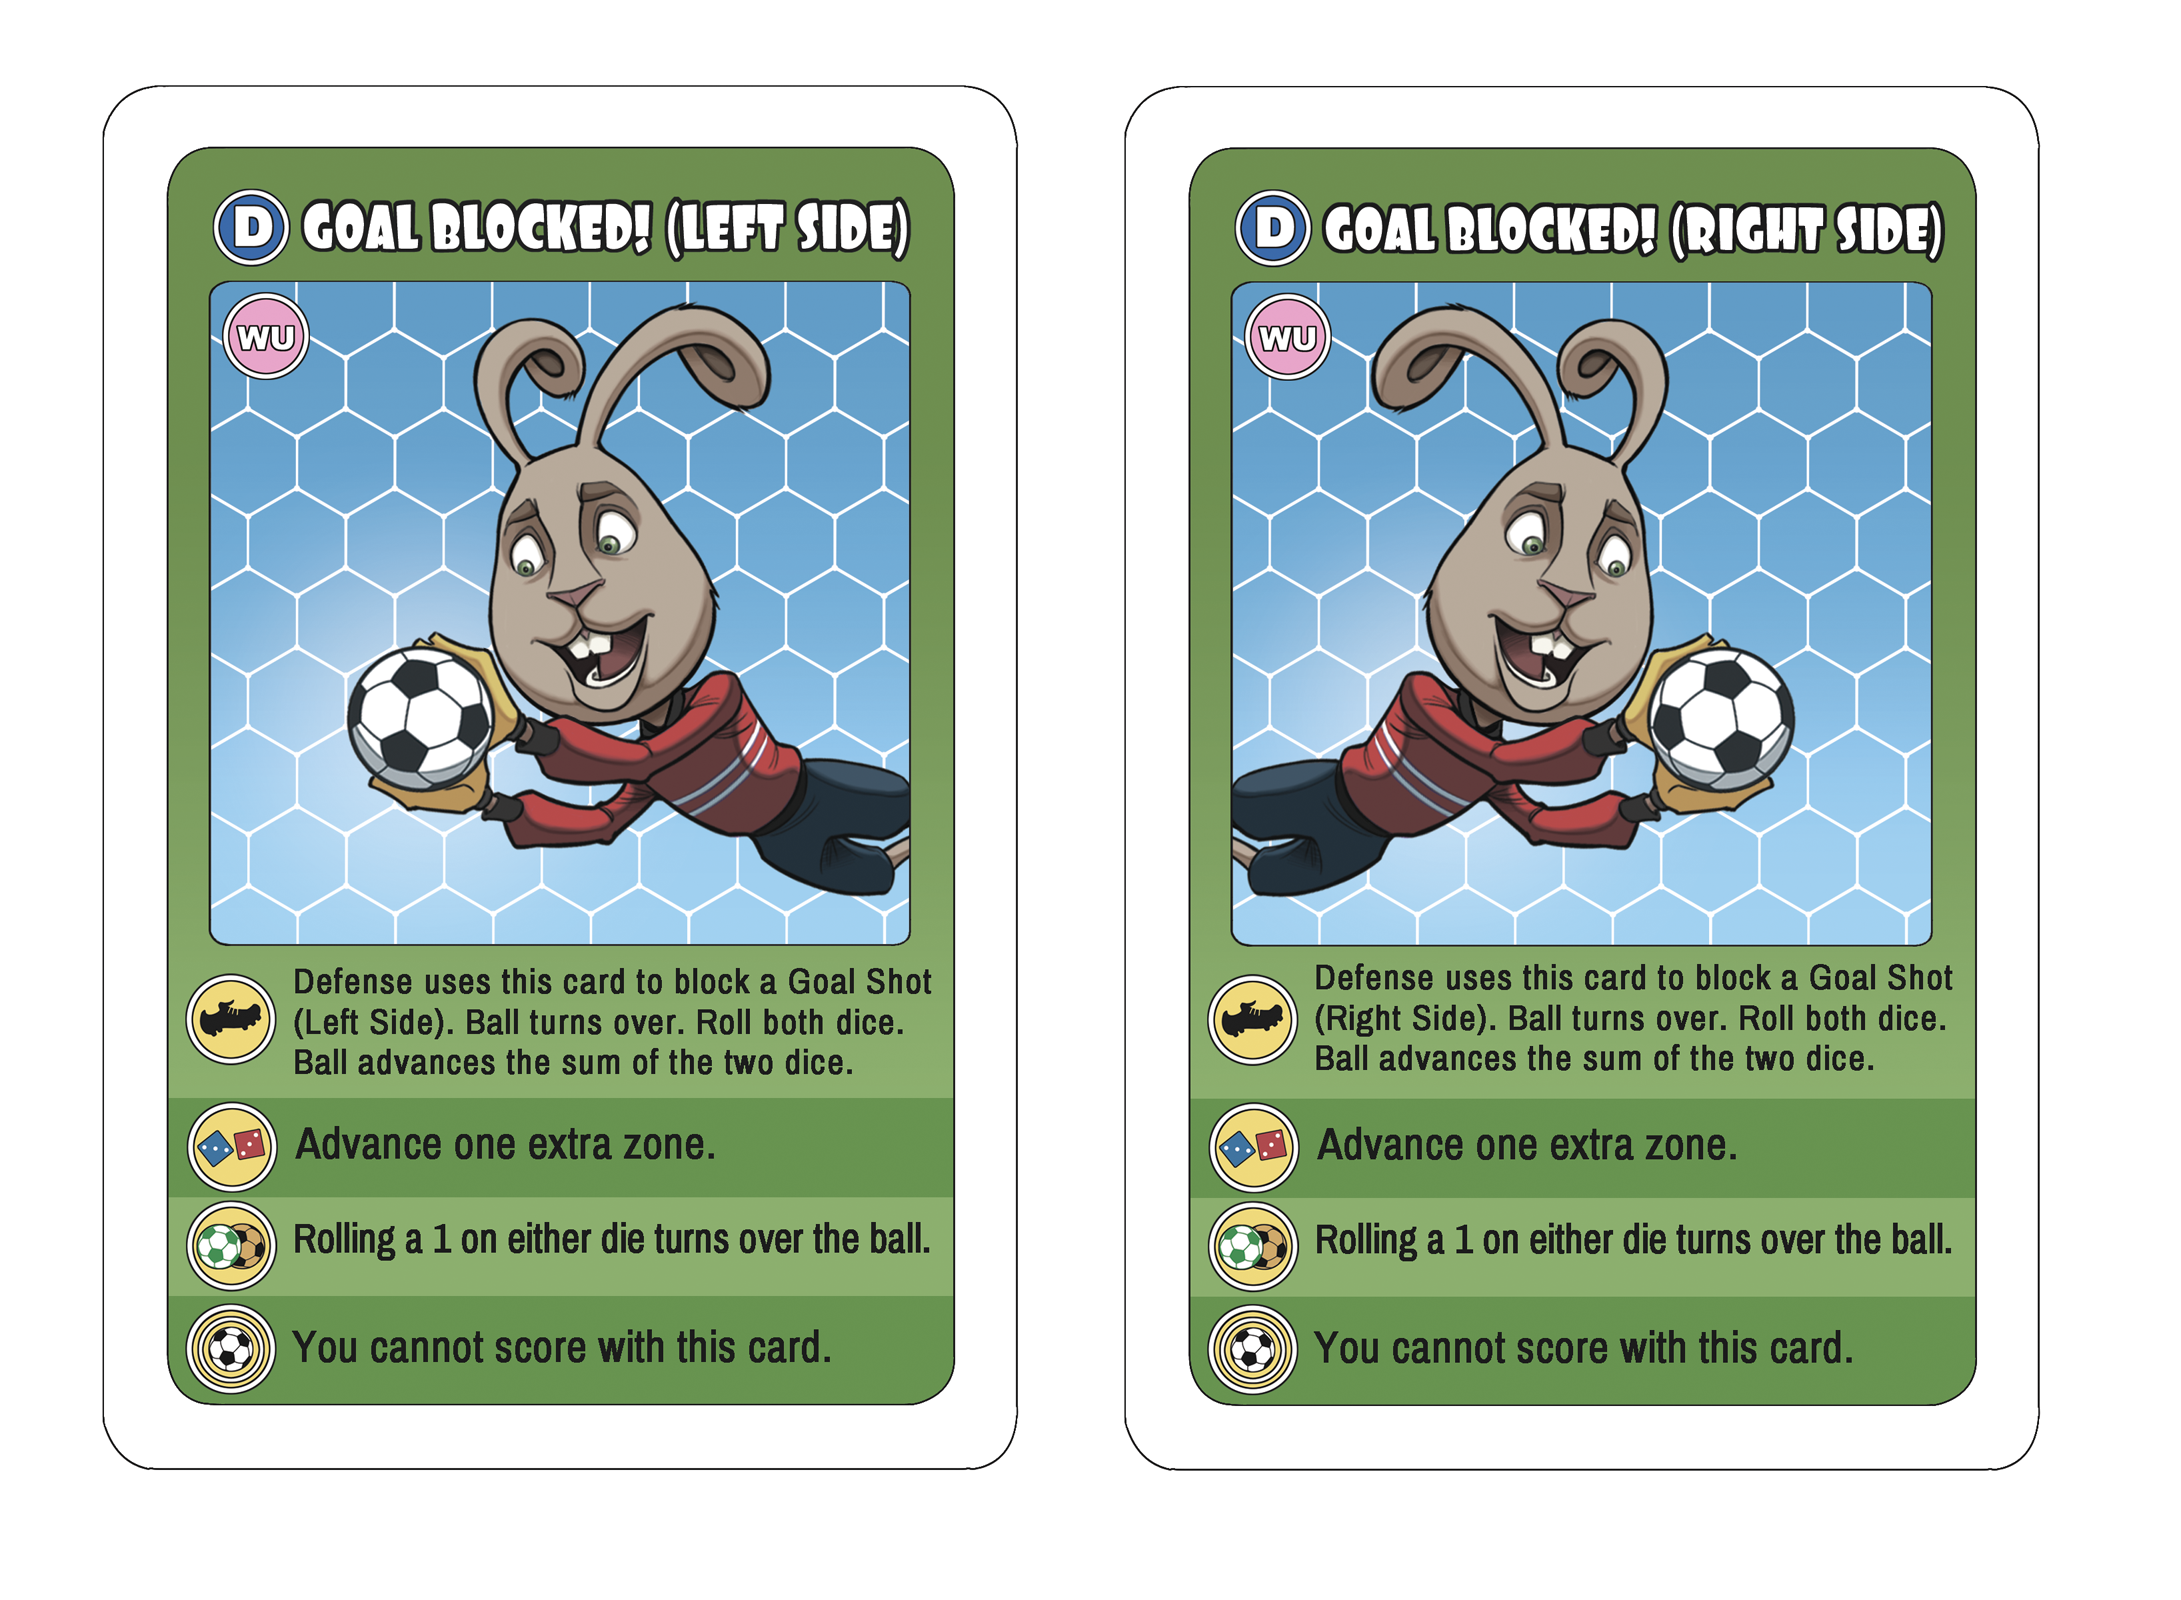 D GOAL BLOCKED! (LEFT SIDE)
WU
Defense uses this card to block a Goal Shot
(Left Side). Ball turns over. Roll both dice.
Ball advances the sum of the two dice.
Advance one extra zone.
Rolling a 1 on either die turns over the ball.
You cannot score with this card.
D GOAL BLOCKED! (RIGHT SIDE)
WU
Defense uses this card to block a Goal Shot
(Right Side). Ball turns over. Roll both dice.
Ball advances the sum of the two dice.
Advance one extra zone.
Rolling a 1 on either die turns over the ball.
You cannot score with this card.